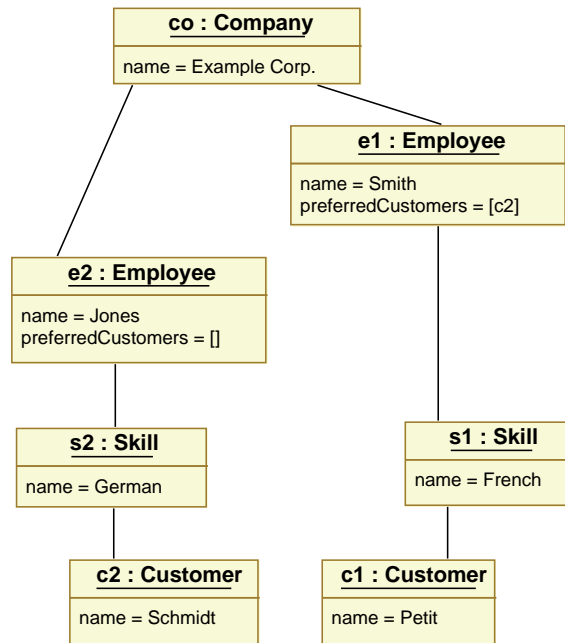 co : Company
name = Example Corp.
e1 : Employee
name = Smith
preferredCustomers = [c2]
e2 : Employee
name = Jones
preferredCustomers = []
s2 : Skill
name = German
s1 : Skill
name = French
c2 : Customer
name = Schmidt
c1 : Customer
name = Petit